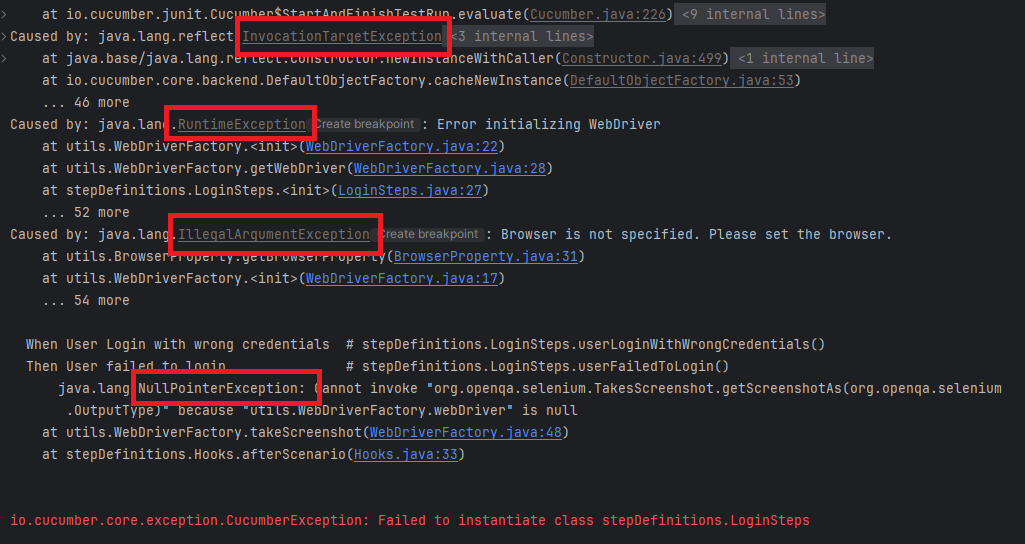 at io.cucumber.junit.Cucumber$StartAndFinishTestRun.evaluate(Cucumber.java:226) <9 internal lines>
Caused by: java.lang.reflect.InvocationTargetException <3 internal lines>
at java.base/java.lang.reflect.Constructor.newInstanceWithCaller(Constructor.java:499) <1 internal line>
at io.cucumber.core.backend.DefaultObjectFactory.cacheNewInstance(DefaultObjectFactory.java:53)
... 46 more
Caused by: java.lang.RuntimeException Create breakpoint : Error initializing WebDriver
at utils.WebDriverFactory.<init>(WebDriverFactory.java:22)
at utils.WebDriverFactory.getWebDriver(WebDriverFactory.java:28)
at stepDefinitions.LoginSteps.<init>(LoginSteps.java:27)
... 52 more
Caused by: java.lang.IllegalArgumentException Create breakpoint : Browser is not specified. Please set the browser.
at utils.BrowserProperty.getBrowserProperty(BrowserProperty.java:31)
at utils.WebDriverFactory.<init>(WebDriverFactory.java:17)
... 54 more
When User Login with wrong credentials # stepDefinitions.LoginSteps.userLoginWithWrongCredentials()
Then User failed to login # stepDefinitions.LoginSteps.userFailedToLogin()
java.lang.NullPointerException: Cannot invoke "org.openqa.selenium.TakesScreenshot.getScreenshotAs(org.openqa.selenium
.OutputType)" because "utils.WebDriverFactory.webDriver" is null
at utils.WebDriverFactory.takeScreenshot(WebDriverFactory.java:48)
at stepDefinitions.Hooks.afterScenario(Hooks.java:33)
io.cucumber.core.exception.CucumberException: Failed to instantiate class stepDefinitions.LoginSteps